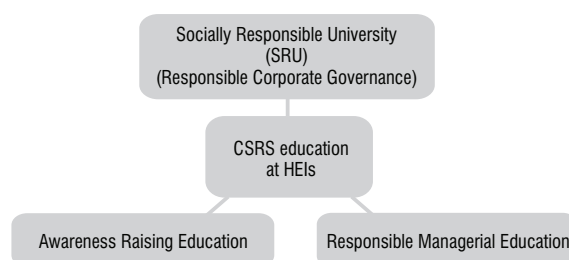 Socially Responsible University
(SRU)
(Responsible Corporate Governance)
CSRS education
at HEIs
Awareness Raising Education
Responsible Managerial Education